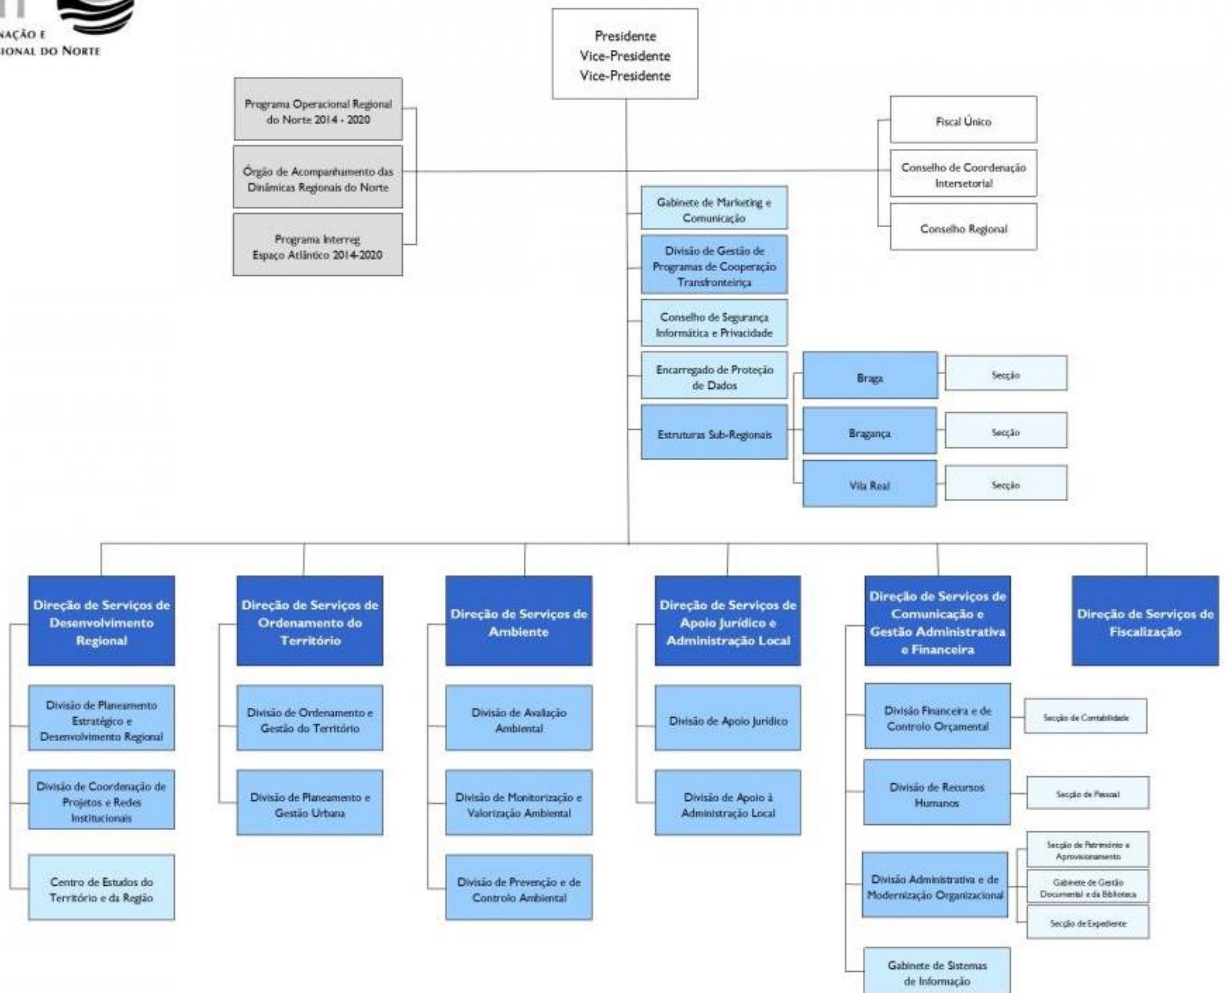 NAÇÃO E
IONAL DO NORTE
Presidente
Vice-Presidente
Vice-Presidente
Programa Operacional Regional
do Norte 2014 - 2020
Órgão de Acompanhamento das
Dinâmicas Regionais do Norte
Programa Interreg
Espaço Atlântico 2014-2020
Fiscal Único
Conselho de Coordenação
Intersetorial
Conselho Regional
Gabinete de Marketing e
Comunicação
Divisão de Gestão de
Programas de Cooperação
Transfronteiriça
Conselho de Segurança
Informática e Privacidade
Encarregado de Proteção
de Dados
Estruturas Sub-Regionais
Braga
Secção
Bragança
Secção
Vila Real
Secção
Direção de Serviços de
Desenvolvimento
Regional
Divisão de Planeamento
Estratégico e
Desenvolvimento Regional
Divisão de Coordenação de
Projetos e Redes
Institucionais
Centro de Estudos do
Território e da Região
Direção de Serviços de
Ordenamento do
Território
Divisão de Ordenamento e
Gestão do Território
Divisão de Planeamento e
Gestão Urbana
Direção de Serviços de
Ambiente
Divisão de Avaliação
Ambiental
Divisão de Monitorização e
Valorização Ambiental
Divisão de Prevenção e de
Controlo Ambiental
Direção de Serviços de
Apoio Jurídico e
Administração Local
Divisão de Apoio Jurídico
Divisão de Apoio à
Administração Local
Direção de Serviços de
Comunicação e
Gestão Administrativa
e Financeira
Divisão Financeira e de
Controlo Orçamental
Secção de Contabilidade
Divisão de Recursos
Humanos
Secção de Pessoal
Divisão Administrativa e de
Modernização Organizacional
Secção de Património e
Aprovisionamento
Gabinete de Gestão
Documental e da Biblioteca
Secção de Expediente
Gabinete de Sistemas
de Informação
Direção de Serviços de
Fiscalização